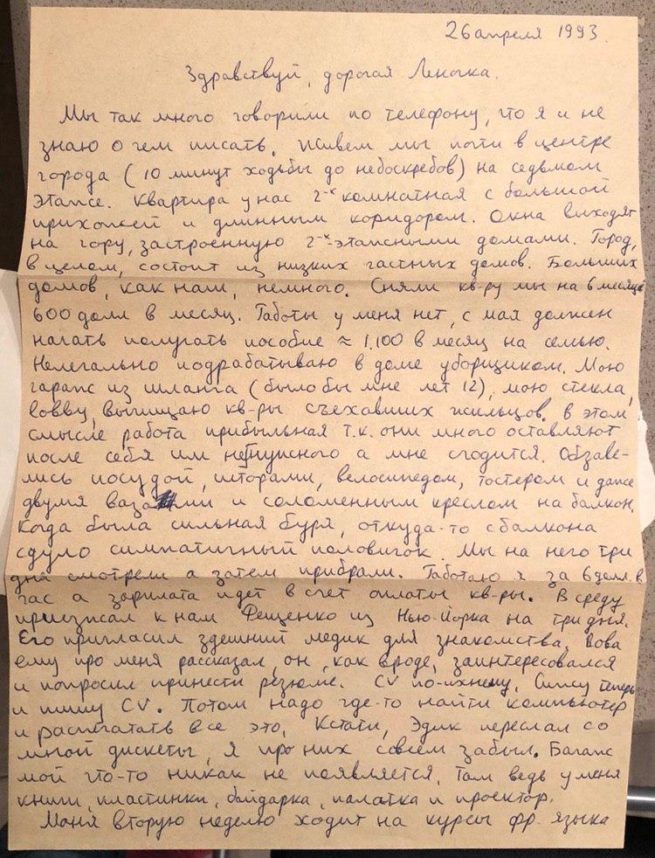 26 апреля 1993.
Здравствуй, дорогая Леночка.
Мы так много говорили по телефону, что я и не
знаю о чем писать. Живем мы почти в центре
города (10 минут ходьбы до небоскребов) на седьмом
этаже. Квартира у нас 2-х комнатная с большой
прихожей и длинным коридором. Окна выходят
на гору, застроенную 2-х-этажными домами. Город,
в целом, состоит из низких частных домов. Больших
домов, как наш, немного. Сняли кв-ру мы на 6 месяцев
600 долл в месяц. Работы у меня нет, с мая должен
начать получать пособие ≈ 1.100 в месяц на семью.
Нелегально подрабатываю в доме уборщиком. Мою
гараж из шланга (было бы мне лет 12), мою стекла,
вычищаю кв-ры съехавших жильцов. В этом
смысле работа прибыльная т.к. они много оставляют
после себя им ненужного а мне сгодится. Обзаве-
лись посудой, шторами, велосипедом, тостером и даже
двумя вазами и соломенным креслом на балкон.
Когда была сильная буря, откуда-то с балкона
сдуло симпатичный половичок. Мы на него три
дня смотрели а затем прибрали. Работаю я за 6 долл. в
час а зарплата идет в счет оплаты кв-ры. В среду
приезжал к нам Фещенко из Нью-Йорка на три дня.
Его пригласил здешний медик для знакомства. Вова
ему про меня рассказал, он, как вроде, заинтересовался
и попросил принести резюме. CV по-ихнему. Сижу теперь
и пишу CV. Потом надо где-то найти компьютер
и распечатать все это. Кстати, Эдик переслал со
мной дискеты, я про них совсем забыл. Багаж
мой что-то никак не появляется. Там ведь у меня
книги, пластинки, байдарка, палатка и проектор.
Маня вторую неделю ходит на курсы фр. языка